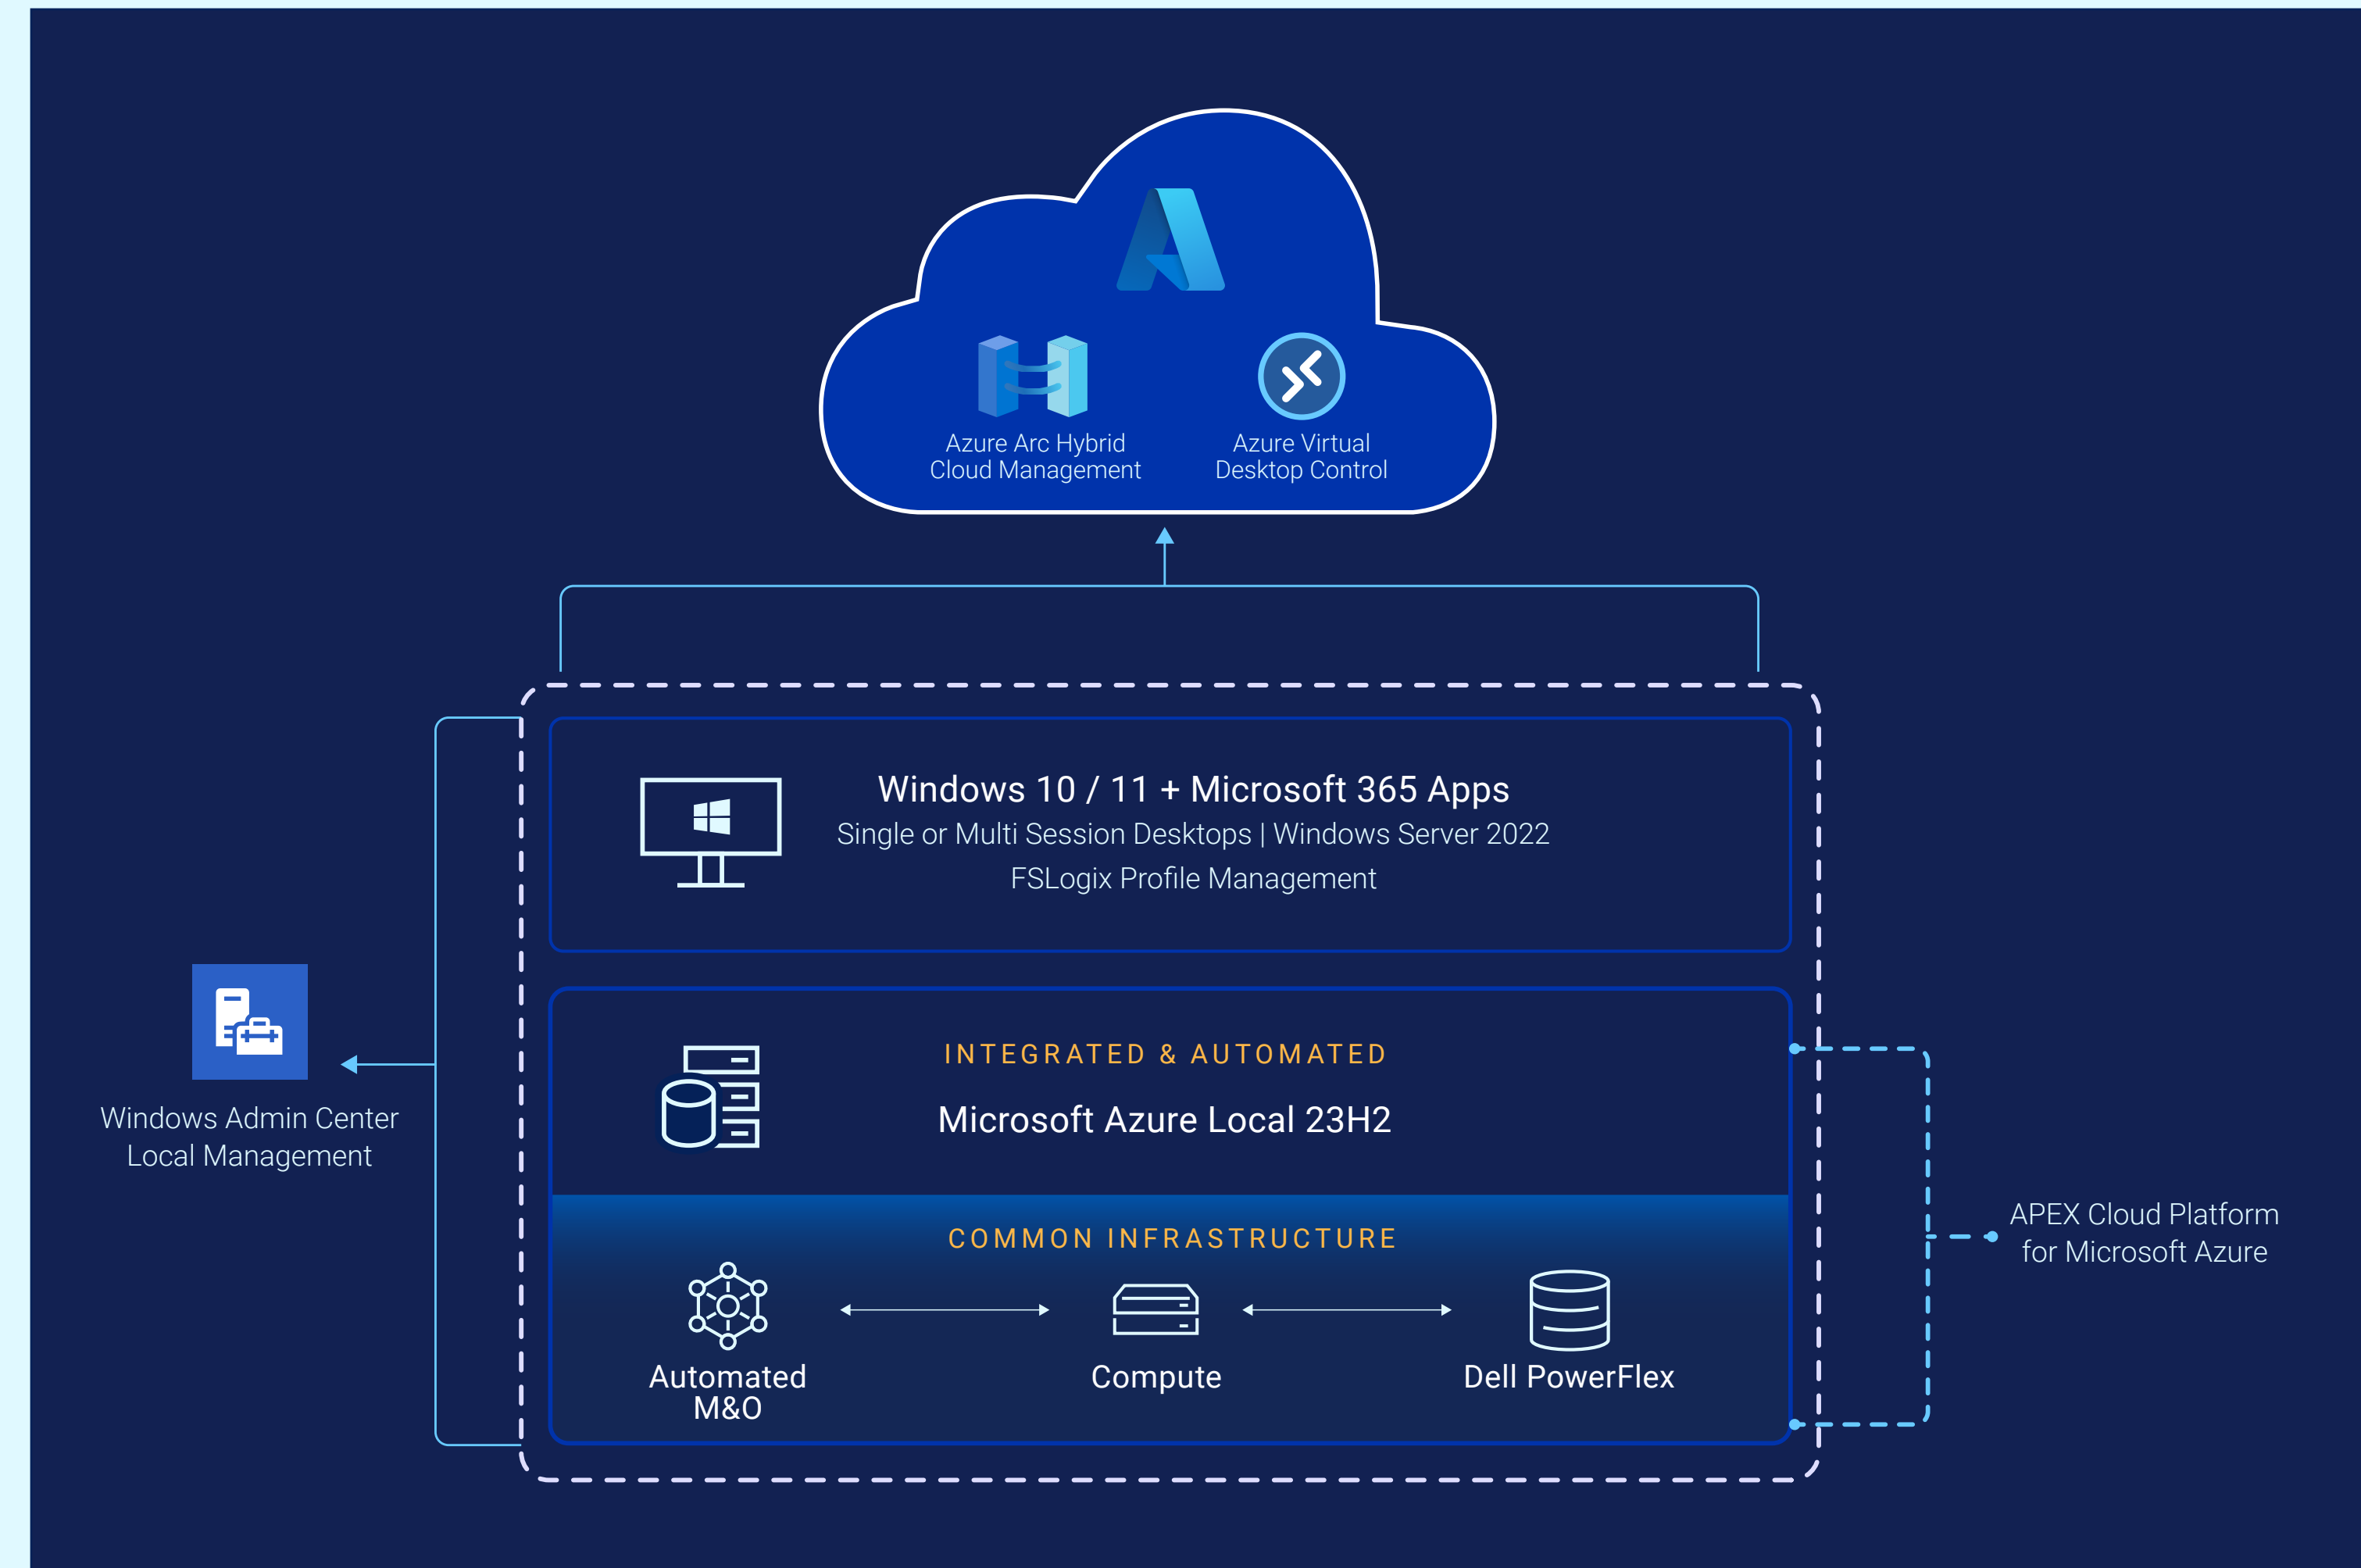 Azure Arc Hybrid
Cloud Management
Azure Virtual
Desktop Control
Windows 10 / 11 + Microsoft 365 Apps
Single or Multi Session Desktops | Windows Server 2022
FSLogix Profile Management
Windows Admin Center
Local Management
INTEGRATED & AUTOMATED
Microsoft Azure Local 23H2
COMMON INFRASTRUCTURE
Automated
M&O
Compute
Dell PowerFlex
APEX Cloud Platform
for Microsoft Azure